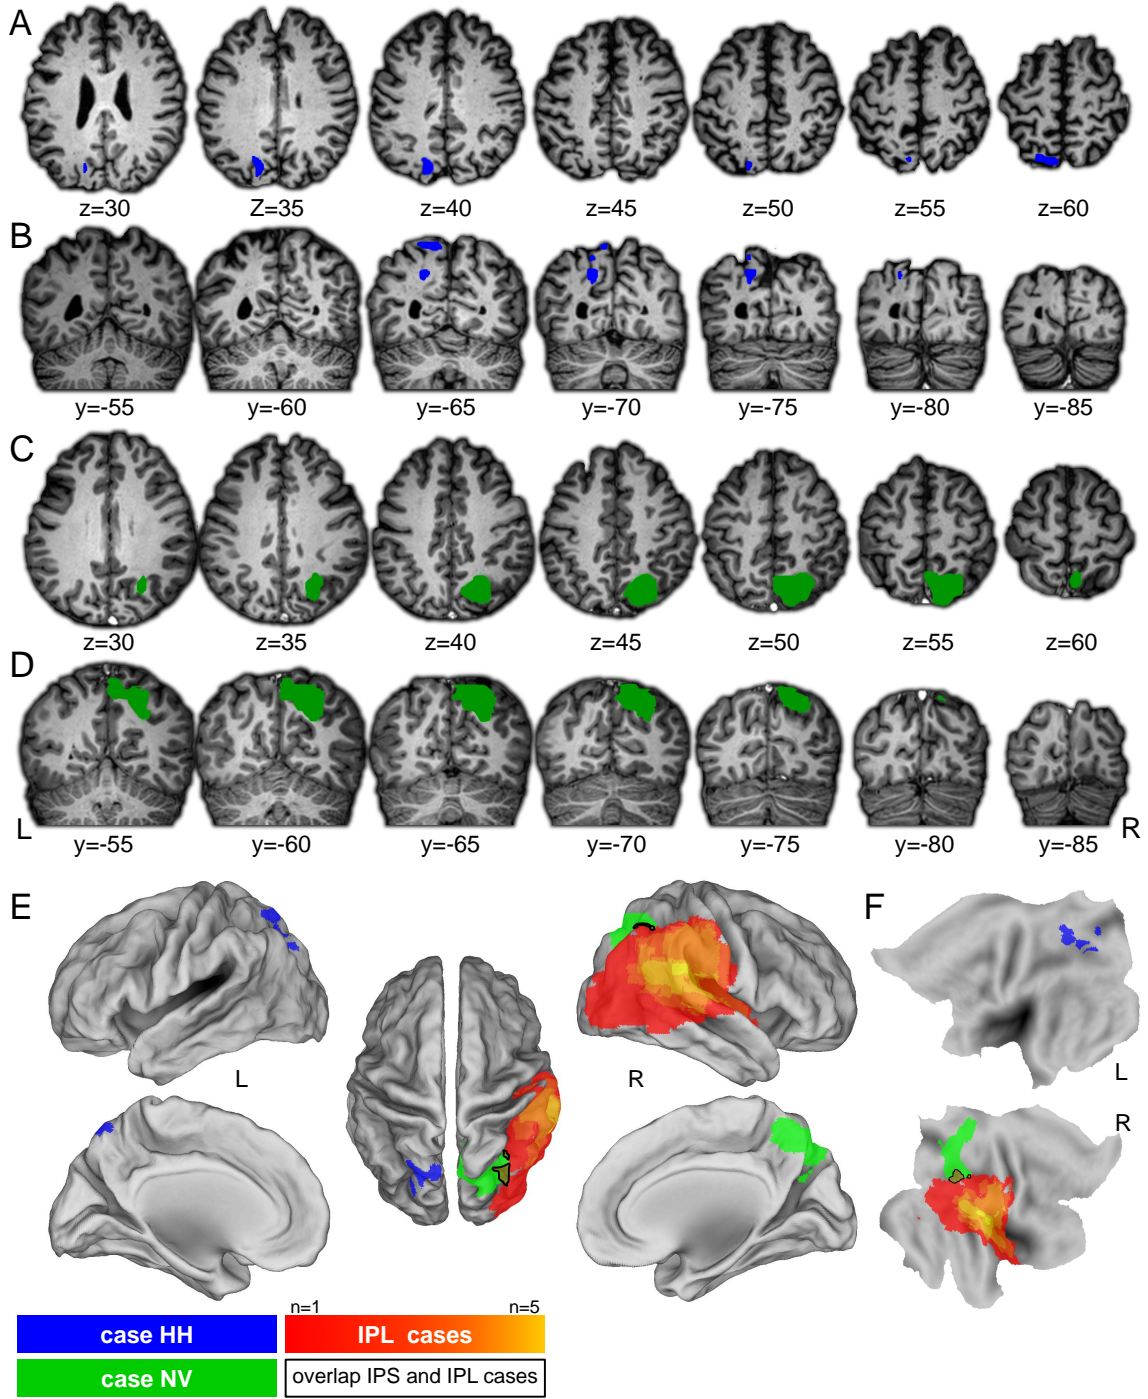 A
z=30 Z=35 z=40 z=45 z=50 z=55 z=60
B
y=-55 y=-60 y=-65 y=-70 y=-75 y=-80 y=-85
C
z=30 z=35 z=40 z=45 z=50 z=55 z=60
D
L R
y=-55 y=-60 y=-65 y=-70 y=-75 y=-80 y=-85
E F
L R L
R
n=1 n=5
case HH IPL cases
case NV overlap IPS and IPL cases